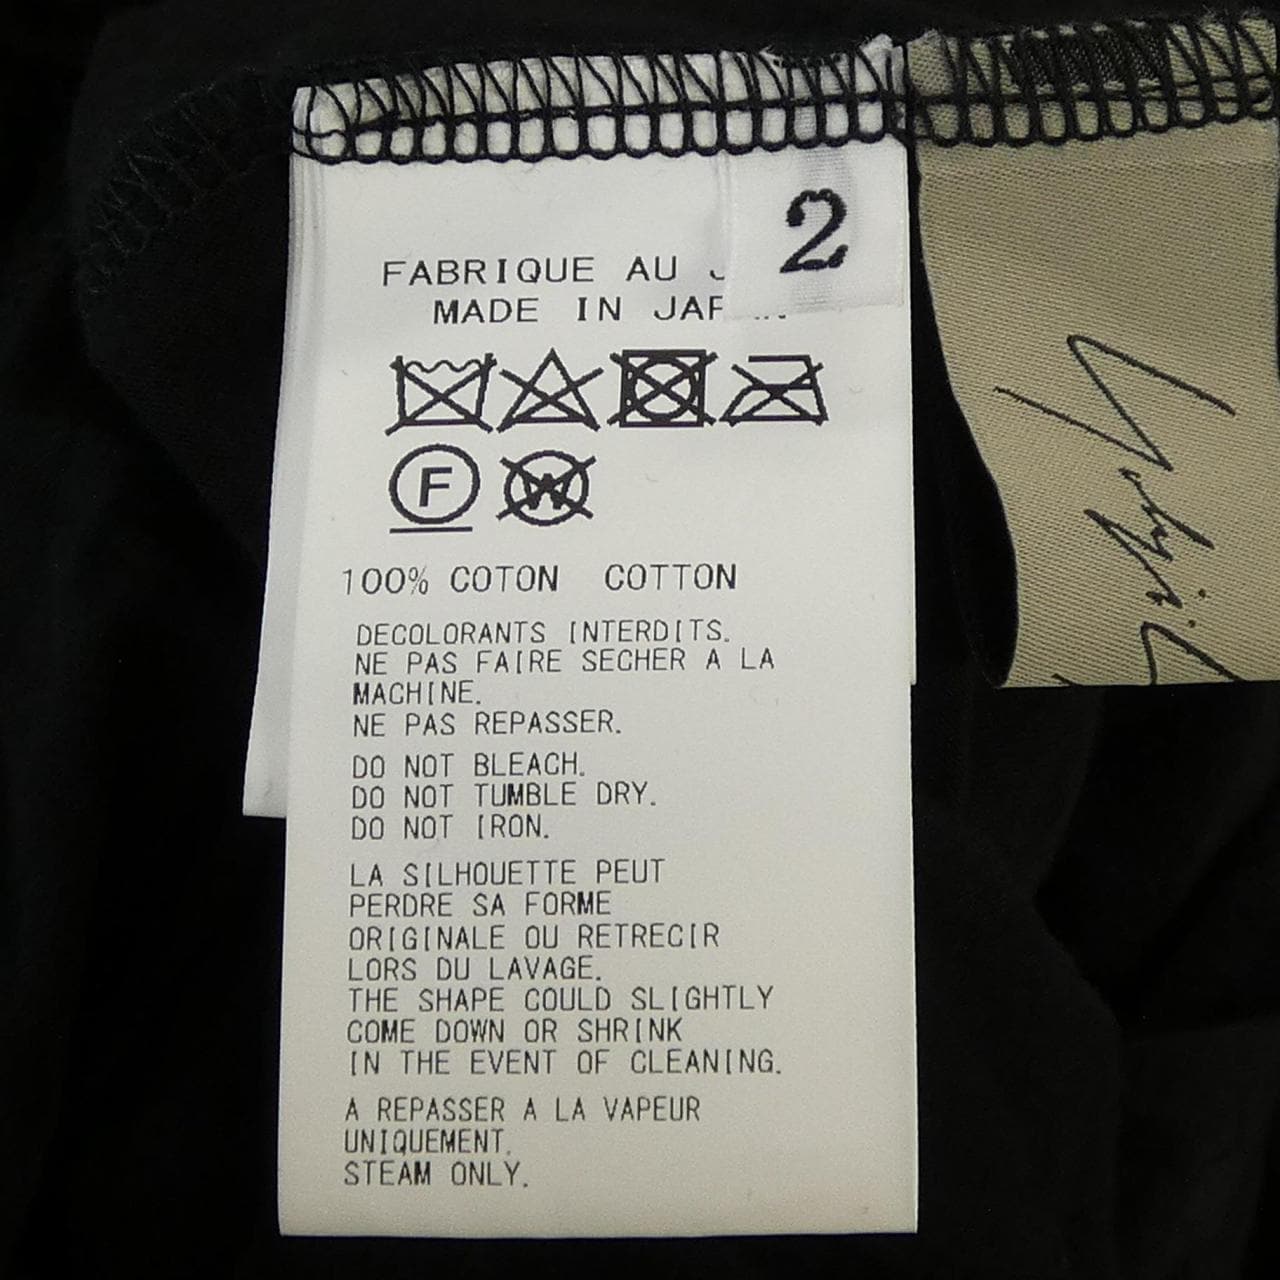 2
FABRIQUE AU
MADE IN
F
W
100% COTON COTTON
DECOLORANTS INTERDITS.
NE PAS FAIRE SECHER A LA
MACHINE.
NE PAS REPASSER.
DO NOT BLEACH.
DO NOT TUMBLE DRY.
DO NOT IRON.
LA SILHOUETTE PEUT
PERDRE SA FORME
ORIGINALE OU RETRECIR
LORS DU LAVAGE.
THE SHAPE COULD SLIGHTLY
COME DOWN OR SHRINK
IN THE EVENT OF CLEANING.
A REPASSER A LA VAPEUR
UNIQUEMENT.
STEAM ONLY.